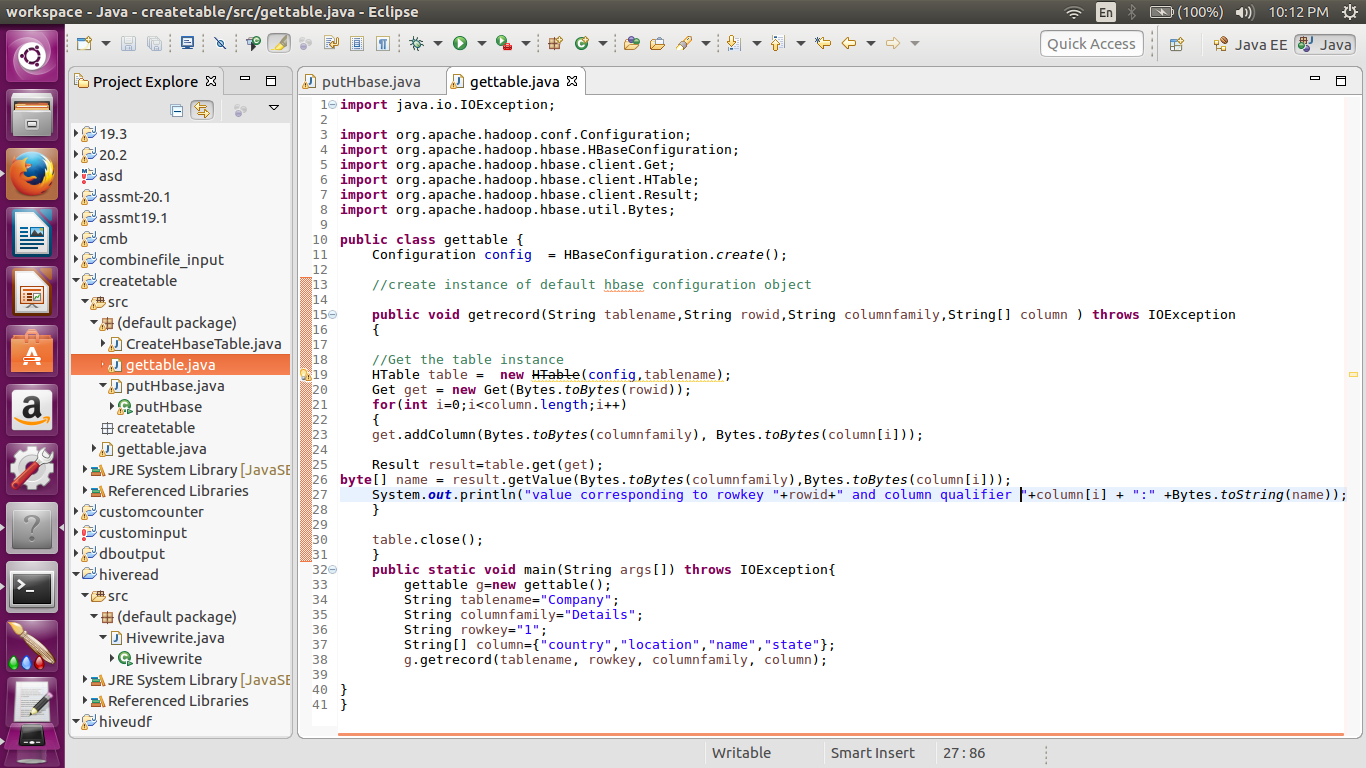 workspace - Java - createtable/src/gettable.java - Eclipse
En
(100%)
10:12 PM
Quick Access
Java EE
Java
Project Explore
19.3
20.2
asd
assmt-20.1
assmt19.1
cmb
combinefile_input
createtable
src
(default package)
CreateHbaseTable.java
gettable.java
putHbase.java
putHbase
createtable
gettable.java
JRE System Library [JavaSE
Referenced Libraries
customcounter
custominput
dboutput
hiveread
src
(default package)
Hivewrite.java
Hivewrite
JRE System Library [JavaSE
Referenced Libraries
hiveudf
putHbase.java
gettable.java
1 import java.io.IOException;
2
3 import org.apache.hadoop.conf.Configuration;
4 import org.apache.hadoop.hbase.HBaseConfiguration;
5 import org.apache.hadoop.hbase.client.Get;
6 import org.apache.hadoop.hbase.client.HTable;
7 import org.apache.hadoop.hbase.client.Result;
8 import org.apache.hadoop.hbase.util.Bytes;
9
10 public class gettable {
11     Configuration config  = HBaseConfiguration.create();
12
13     //create instance of default hbase configuration object
14
15     public void getrecord(String tablename,String rowid,String columnfamily,String[] column ) throws IOException
16     {
17
18     //Get the table instance
19     HTable table =  new HTable(config,tablename);
20     Get get = new Get(Bytes.toBytes(rowid));
21     for(int i=0;i<column.length;i++)
22     {
23     get.addColumn(Bytes.toBytes(columnfamily), Bytes.toBytes(column[i]));
24
25     Result result=table.get(get);
26 byte[] name = result.getValue(Bytes.toBytes(columnfamily),Bytes.toBytes(column[i]));
27     System.out.println("value corresponding to rowkey "+rowid+" and column qualifier "+column[i] + ":" +Bytes.toString(name));
28     }
29
30     table.close();
31     }
32     public static void main(String args[]) throws IOException{
33         gettable g=new gettable();
34         String tablename="Company";
35         String columnfamily="Details";
36         String rowkey="1";
37         String[] column={"country","location","name","state"};
38         g.getrecord(tablename, rowkey, columnfamily, column);
39
40 }
41 }
Writable
Smart Insert
27 : 86